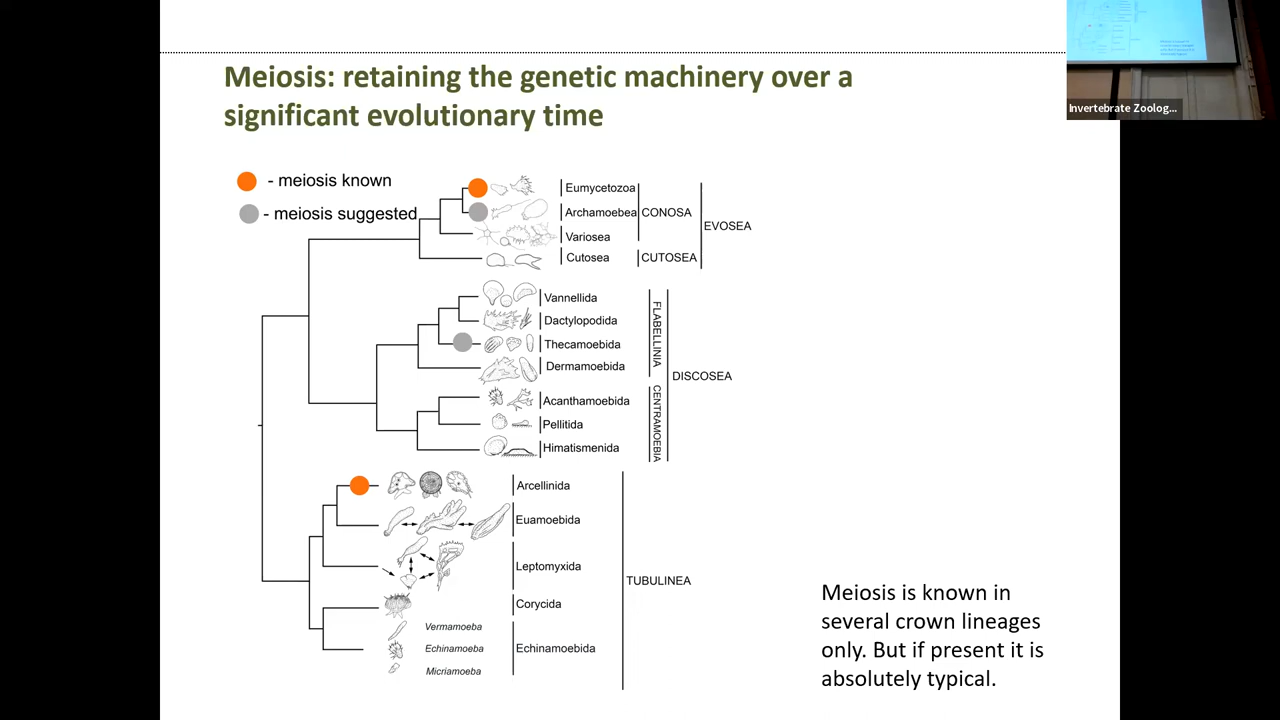 Meiosis: retaining the genetic machinery over a
significant evolutionary time
Invertebrate Zoolog...
- meiosis known
- meiosis suggested
Eumycetozoa
Archamoebea
CONOSA
EVOSEA
Variosea
Cutosea
CUTOSEA
Vannellida
Dactylopodida
FLABELLINIA
Thecamoebida
Dermamoebida
DISCOSEA
Acanthamoebida
CENTRAMOEBIA
Pellitida
Himatismenida
Arcellinida
Euamoebida
Leptomyxida
TUBULINEA
Corycida
Vermamoeba
Echinamoeba
Echinamoebida
Micriamoeba
Meiosis is known in
several crown lineages
only. But if present it is
absolutely typical.